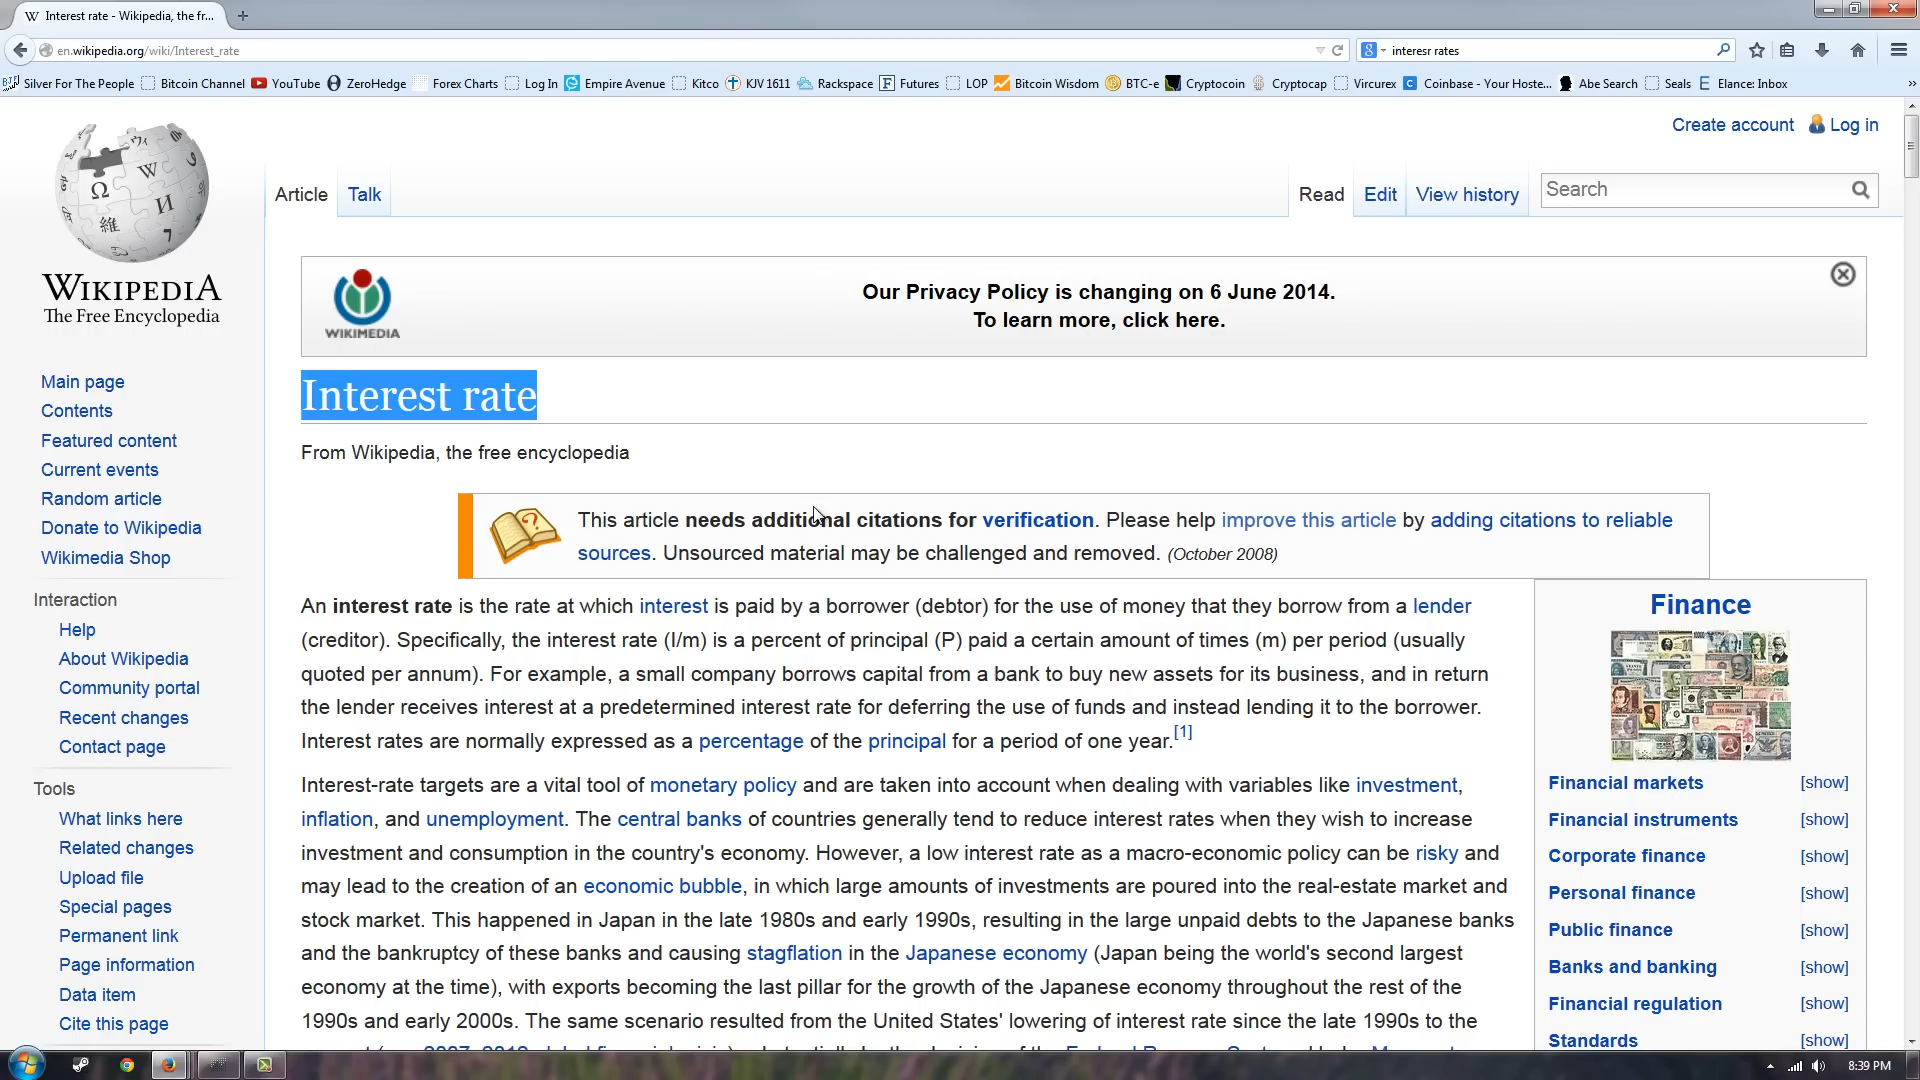 Interest rate - Wikipedia, the fr...
en.wikipedia.org/wiki/Interest_rate
interesr rates
Silver For The People Bitcoin Channel YouTube ZeroHedge Forex Charts Log In Empire Avenue Kitco KJV 1611 Rackspace Futures LOP Bitcoin Wisdom BTC-e Cryptocoin Cryptocap Vircurex Coinbase - Your Hoste... Abe Search Seals Elance: Inbox
Create account Log in
Article Talk
Read Edit View history Search
WIKIPEDIA
The Free Encyclopedia
Main page
Contents
Featured content
Current events
Random article
Donate to Wikipedia
Wikimedia Shop
Interaction
Help
About Wikipedia
Community portal
Recent changes
Contact page
Tools
What links here
Related changes
Upload file
Special pages
Permanent link
Page information
Data item
Cite this page
WIKIMEDIA
Our Privacy Policy is changing on 6 June 2014.
To learn more, click here.
Interest rate
From Wikipedia, the free encyclopedia
This article needs additional citations for verification. Please help improve this article by adding citations to reliable
sources. Unsourced material may be challenged and removed. (October 2008)
An interest rate is the rate at which interest is paid by a borrower (debtor) for the use of money that they borrow from a lender
(creditor). Specifically, the interest rate (I/m) is a percent of principal (P) paid a certain amount of times (m) per period (usually
quoted per annum). For example, a small company borrows capital from a bank to buy new assets for its business, and in return
the lender receives interest at a predetermined interest rate for deferring the use of funds and instead lending it to the borrower.
Interest rates are normally expressed as a percentage of the principal for a period of one year.[1]
Interest-rate targets are a vital tool of monetary policy and are taken into account when dealing with variables like investment,
inflation, and unemployment. The central banks of countries generally tend to reduce interest rates when they wish to increase
investment and consumption in the country's economy. However, a low interest rate as a macro-economic policy can be risky and
may lead to the creation of an economic bubble, in which large amounts of investments are poured into the real-estate market and
stock market. This happened in Japan in the late 1980s and early 1990s, resulting in the large unpaid debts to the Japanese banks
and the bankruptcy of these banks and causing stagflation in the Japanese economy (Japan being the world's second largest
economy at the time), with exports becoming the last pillar for the growth of the Japanese economy throughout the rest of the
1990s and early 2000s. The same scenario resulted from the United States' lowering of interest rate since the late 1990s to the
Finance
Financial markets [show]
Financial instruments [show]
Corporate finance [show]
Personal finance [show]
Public finance [show]
Banks and banking [show]
Financial regulation [show]
Standards [show]
8:39 PM